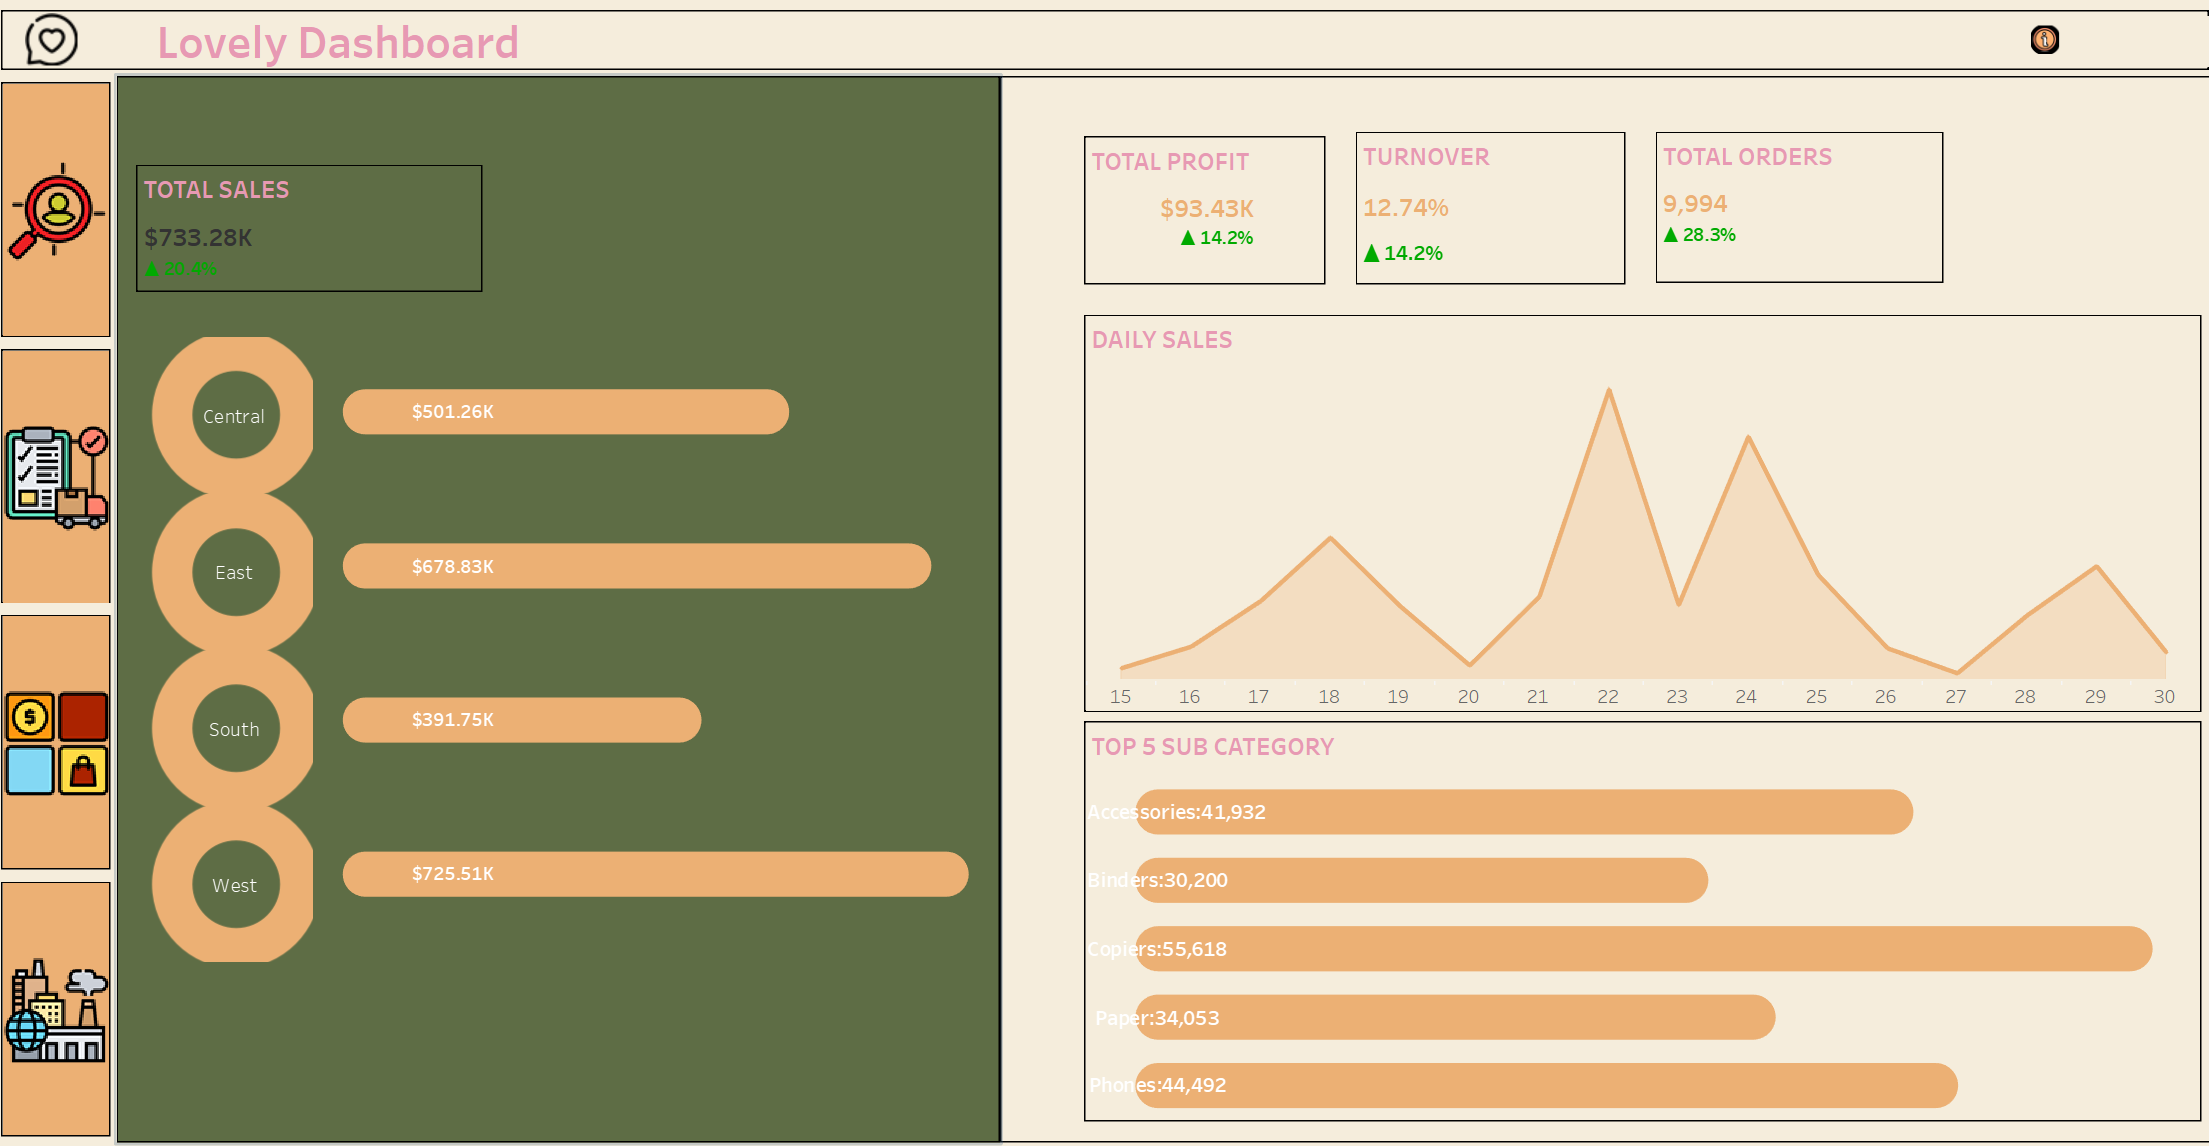 Lovely Dashboard
TOTAL SALES
$733.28K
▲ 20.4%
Central
$501.26K
East
$678.83K
South
$391.75K
West
$725.51K
TOTAL PROFIT
$93.43K
▲ 14.2%
TURNOVER
12.74%
▲ 14.2%
TOTAL ORDERS
9,994
▲ 28.3%
DAILY SALES
15 16 17 18 19 20 21 22 23 24 25 26 27 28 29 30
TOP 5 SUB CATEGORY
Accessories:41,932
Binders:30,200
Copiers:55,618
Paper:34,053
Phones:44,492